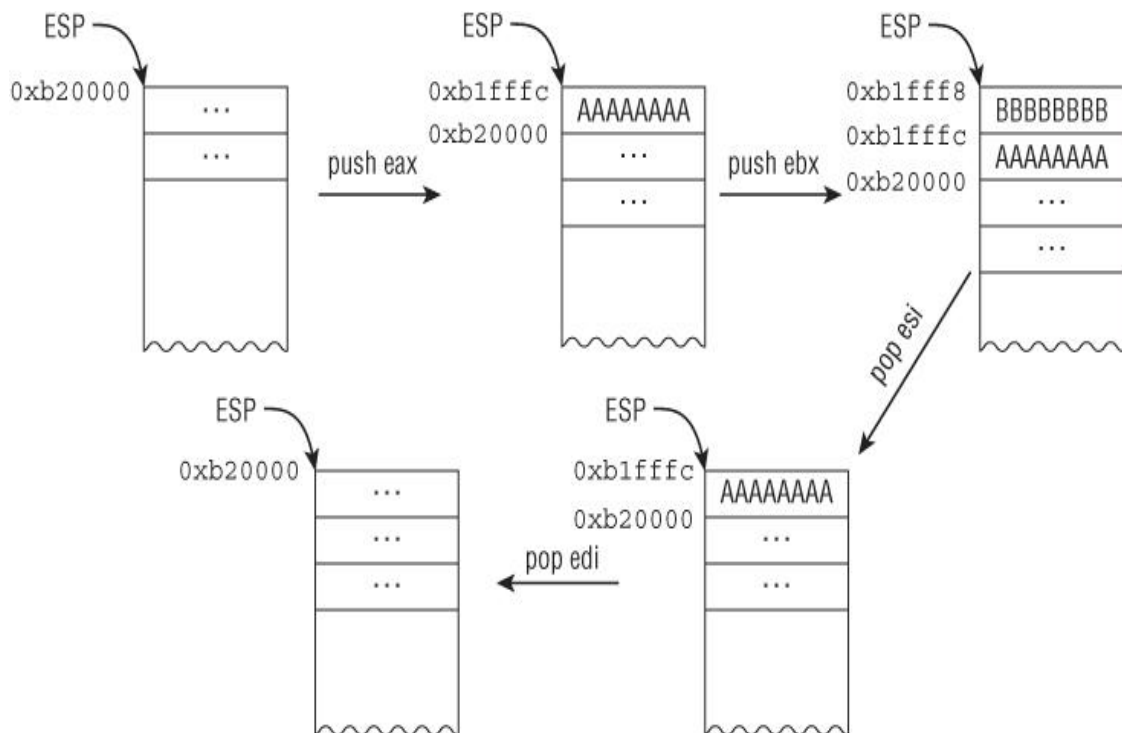 ESP
0xb20000
...
...
push eax
ESP
0xb1fffc
AAAAAAAA
0xb20000
...
...
push ebx
ESP
0xb1fff8
BBBBBBBB
0xb1fffc
AAAAAAAA
0xb20000
...
...
pop esi
ESP
0xb1fffc
AAAAAAAA
0xb20000
...
...
pop edi
ESP
0xb20000
...
...
...